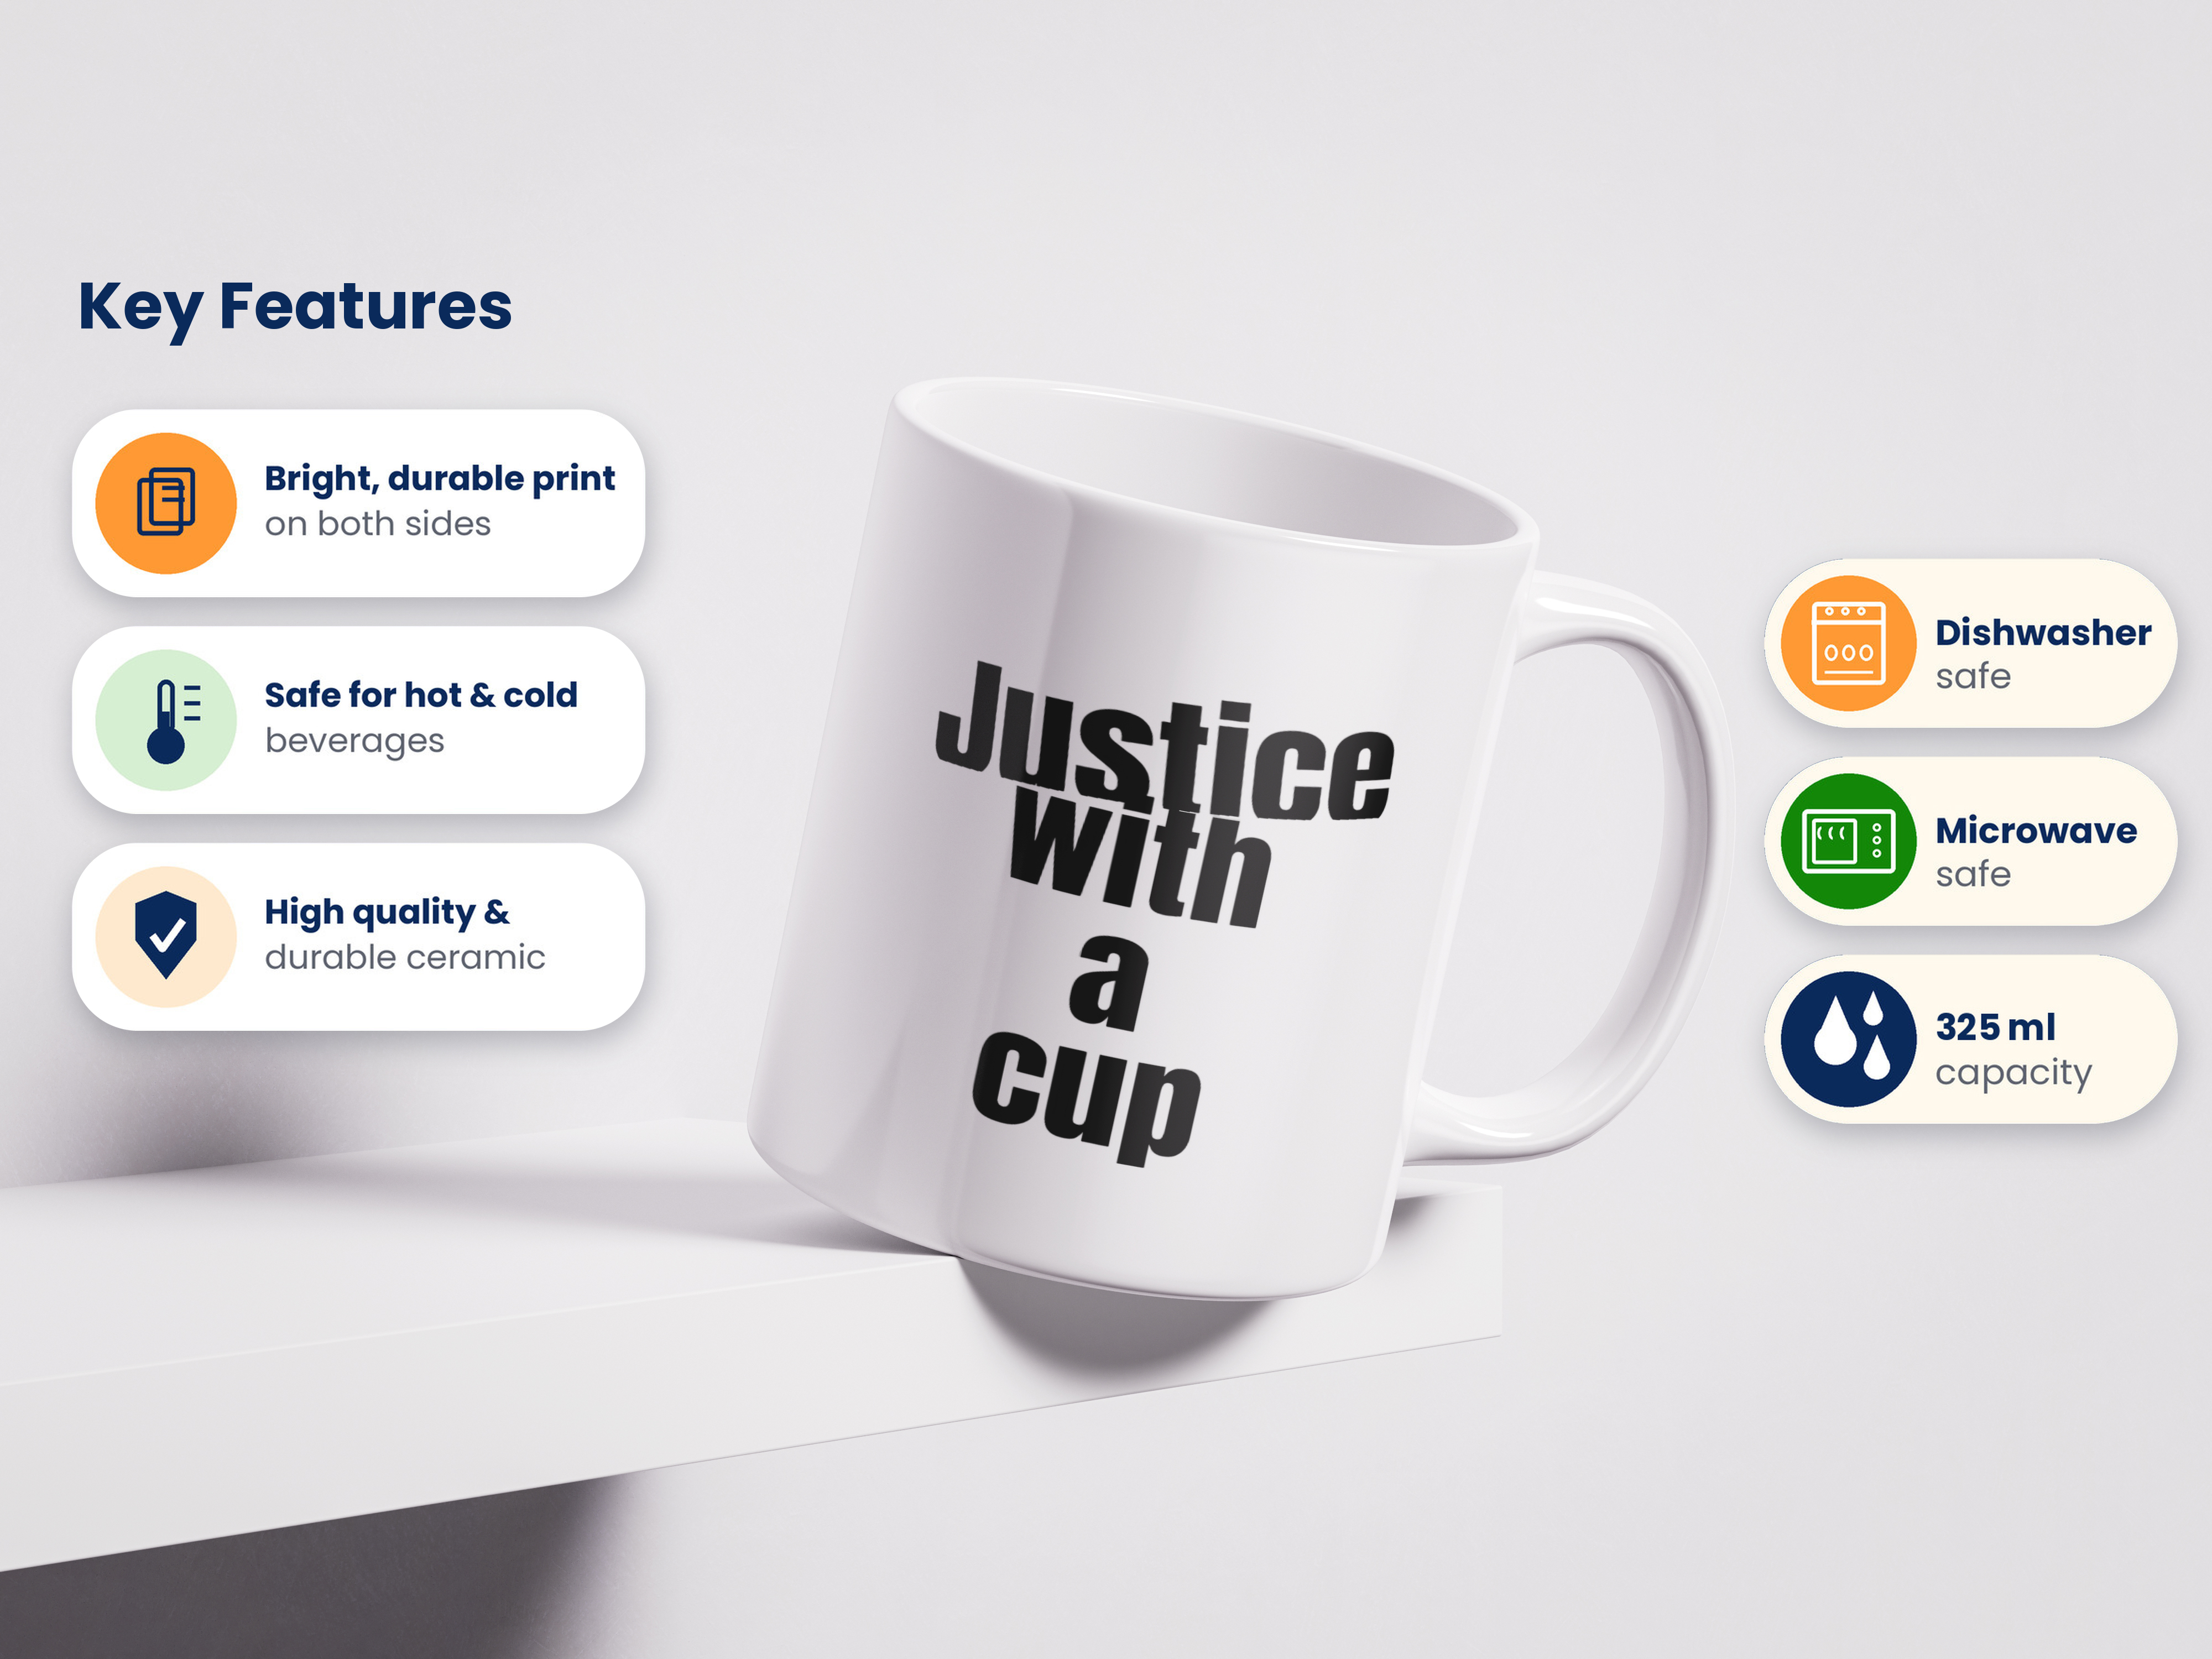 Key Features
Bright, durable print
on both sides
Safe for hot & cold
beverages
High quality &
durable ceramic
Justice
with
a
cup
Dishwasher
safe
Microwave
safe
325 ml
capacity